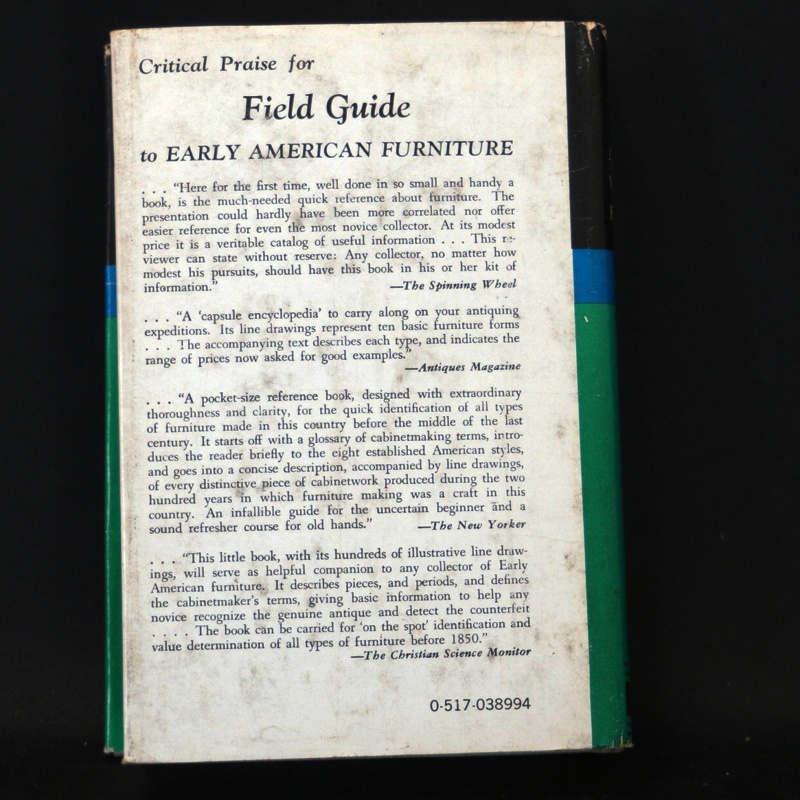 Critical Praise for
Field Guide
to EARLY AMERICAN FURNITURE
. . . “Here for the first time, well done in so small and handy a
book, is the much-needed quick reference about furniture. The
presentation could hardly have been more correlated nor offer
easier reference for even the most novice collector. At its modest
price it is a veritable catalog of useful information . . . This re-
viewer can state without reserve: Any collector, no matter how
modest his pursuits, should have this book in his or her kit of
information.” —The Spinning Wheel
. . . “A ‘capsule encyclopedia’ to carry along on your antiquing
expeditions. Its line drawings represent ten basic furniture forms
. . . The accompanying text describes each type, and indicates the
range of prices now asked for good examples.”
—Antiques Magazine
. . . “A pocket-size reference book, designed with extraordinary
thoroughness and clarity, for the quick identification of all types
of furniture made in this country before the middle of the last
century. It starts off with a glossary of cabinetmaking terms, intro-
duces the reader briefly to the eight established American styles,
and goes into a concise description, accompanied by line drawings,
of every distinctive piece of cabinetwork produced during the two
hundred years in which furniture making was a craft in this
country. An infallible guide for the uncertain beginner and a
sound refresher course for old hands.” —The New Yorker
. . . “This little book, with its hundreds of illustrative line draw-
ings, will serve as helpful companion to any collector of Early
American furniture. It describes pieces, and periods, and defines
the cabinetmaker’s terms, giving basic information to help any
novice recognize the genuine antique and detect the counterfeit
. . . . The book can be carried for ‘on the spot’ identification and
value determination of all types of furniture before 1850.”
—The Christian Science Monitor
0-517-038994